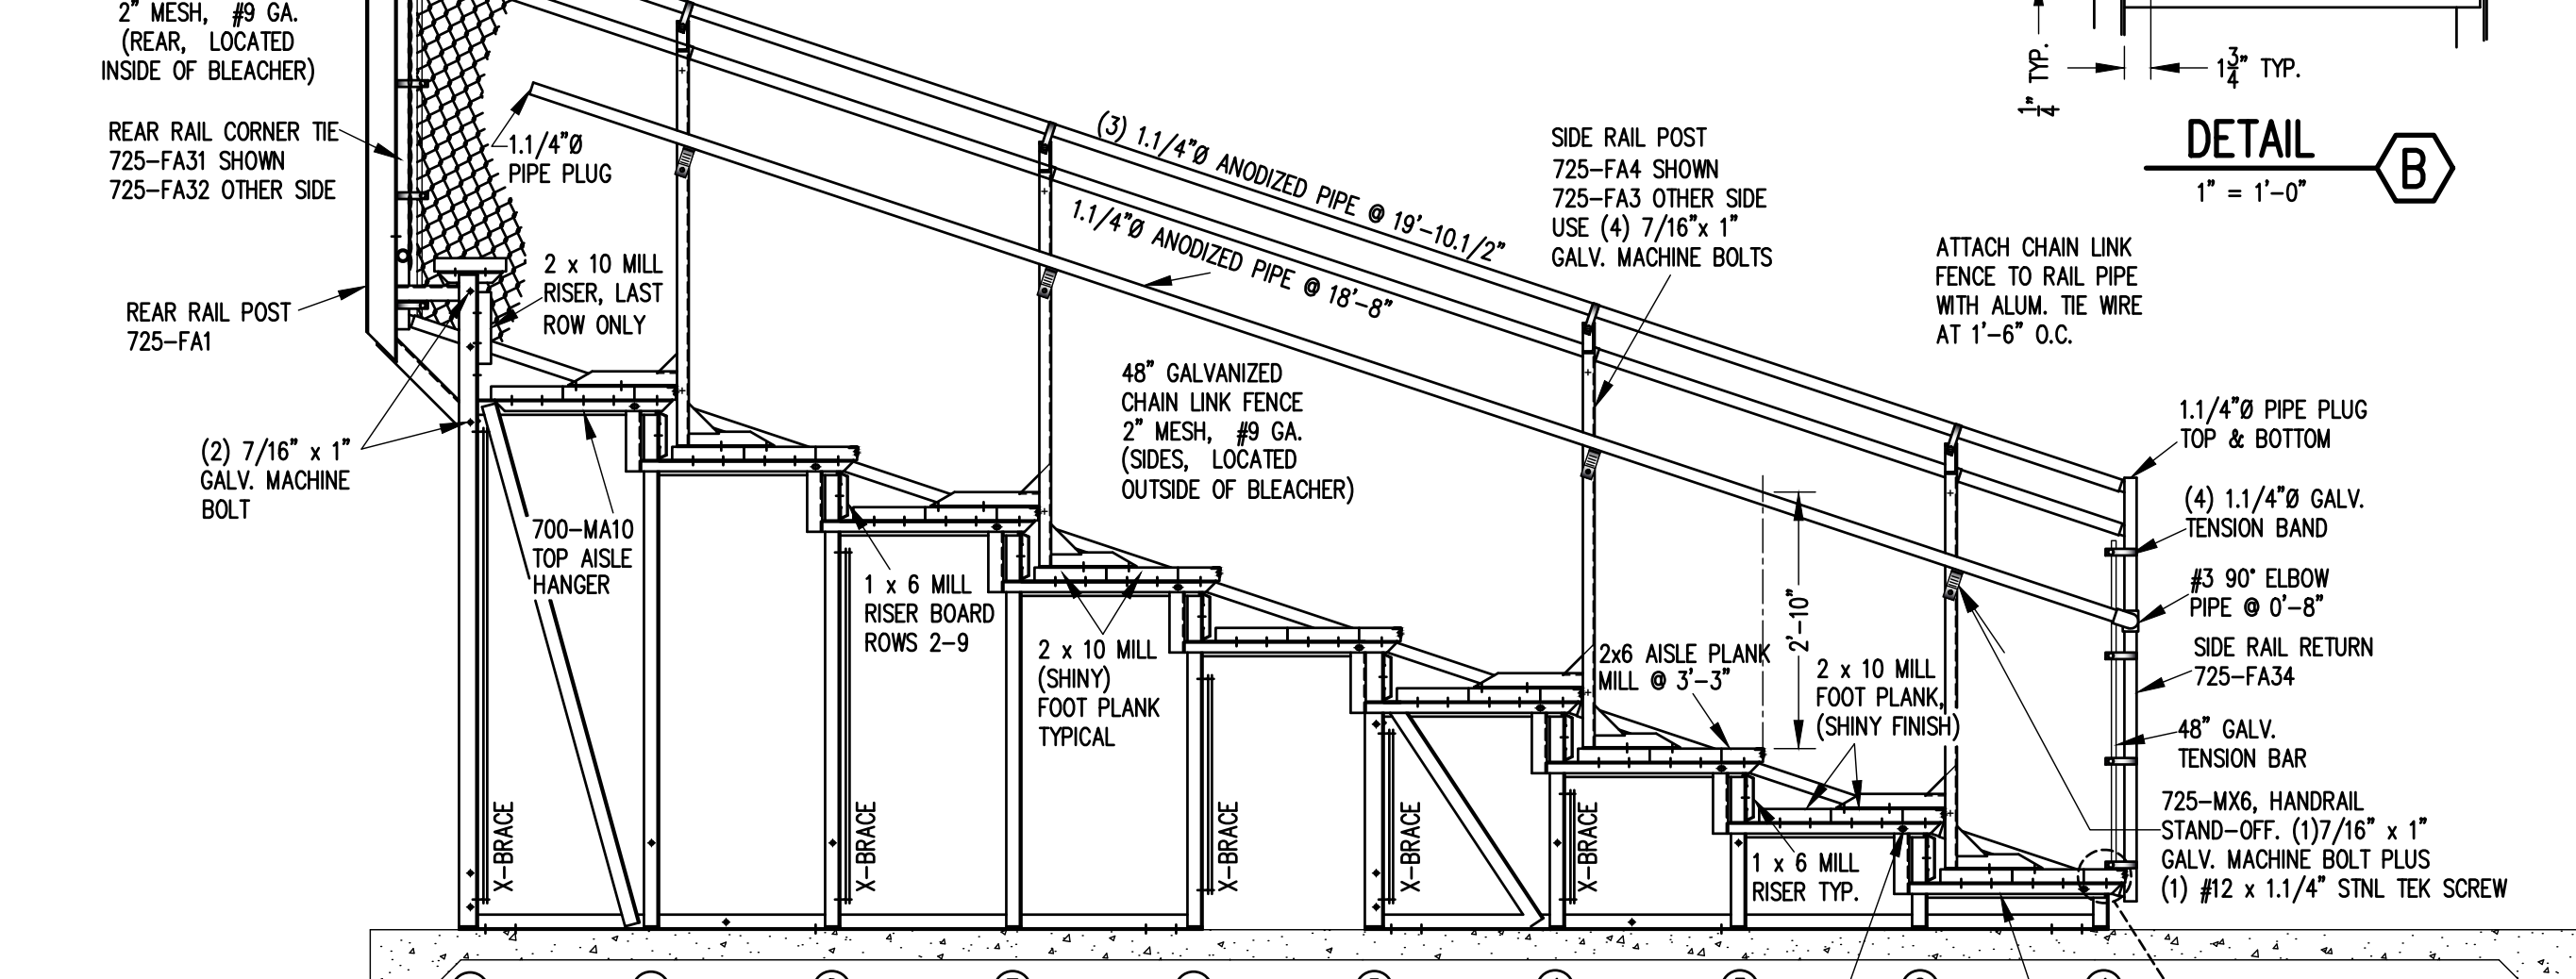 2" MESH, #9 GA.
(REAR, LOCATED
INSIDE OF BLEACHER)
REAR RAIL CORNER TIE
725-FA31 SHOWN
725-FA32 OTHER SIDE
1.1/4"Ø
PIPE PLUG
2 x 10 MILL
RISER, LAST
ROW ONLY
REAR RAIL POST
725-FA1
(2) 7/16" x 1"
GALV. MACHINE
BOLT
700-MA10
TOP AISLE
HANGER
(3) 1.1/4"Ø ANODIZED PIPE @ 19'-10.1/2"
1.1/4"Ø ANODIZED PIPE @ 18'-8"
48" GALVANIZED
CHAIN LINK FENCE
2" MESH, #9 GA.
(SIDES, LOCATED
OUTSIDE OF BLEACHER)
1 x 6 MILL
RISER BOARD
ROWS 2-9
2 x 10 MILL
(SHINY)
FOOT PLANK
TYPICAL
SIDE RAIL POST
725-FA4 SHOWN
725-FA3 OTHER SIDE
USE (4) 7/16"x 1"
GALV. MACHINE BOLTS
1/4" TYP.
1 3/4" TYP.
DETAIL
B
1" = 1'-0"
ATTACH CHAIN LINK
FENCE TO RAIL PIPE
WITH ALUM. TIE WIRE
AT 1'-6" O.C.
1.1/4"Ø PIPE PLUG
TOP & BOTTOM
(4) 1.1/4"Ø GALV.
TENSION BAND
#3 90° ELBOW
PIPE @ 0'-8"
SIDE RAIL RETURN
725-FA34
48" GALV.
TENSION BAR
725-MX6, HANDRAIL
STAND-OFF. (1)7/16" x 1"
GALV. MACHINE BOLT PLUS
(1) #12 x 1.1/4" STNL TEK SCREW
2x6 AISLE PLANK
MILL @ 3'-3"
2'-10"
2 x 10 MILL
FOOT PLANK,
(SHINY FINISH)
1 x 6 MILL
RISER TYP.
X-BRACE
X-BRACE
X-BRACE
X-BRACE
X-BRACE